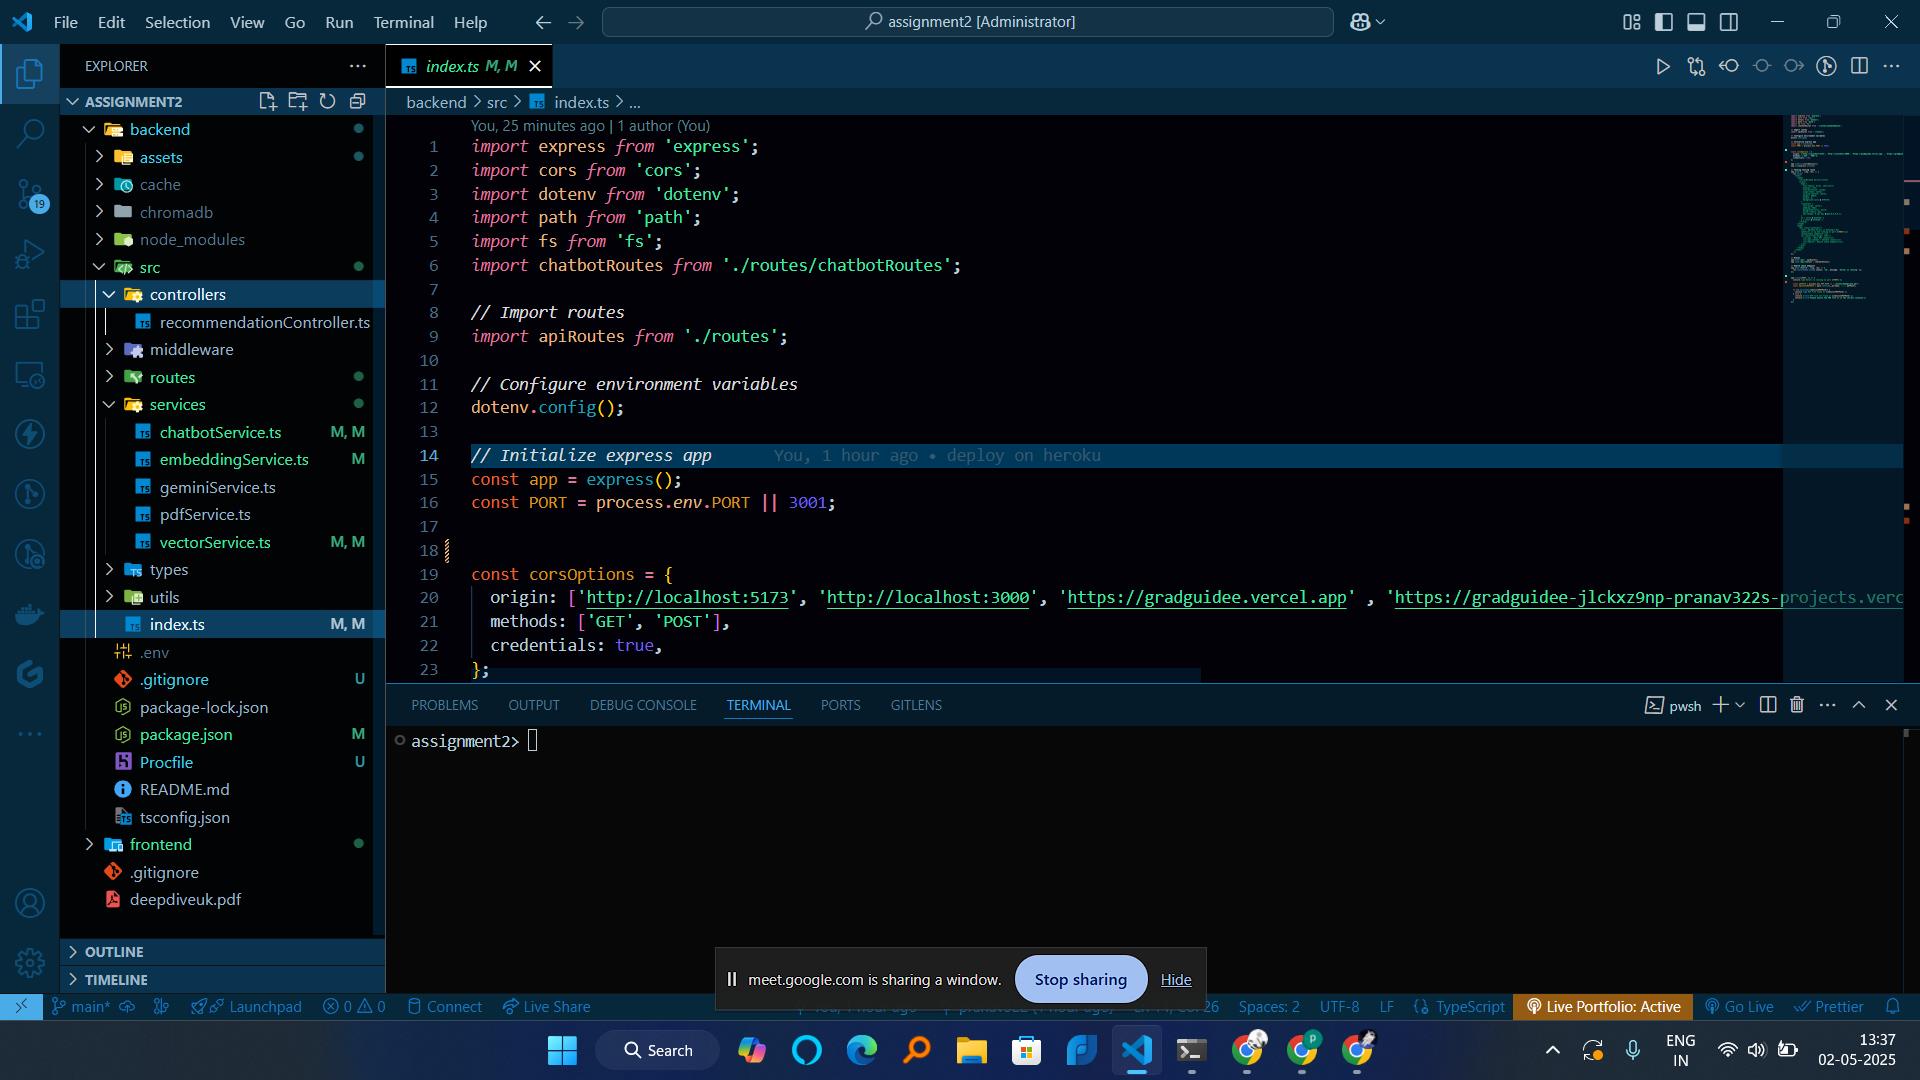 File Edit Selection View Go Run Terminal Help
assignment2 [Administrator]
EXPLORER
index.ts M, M
ASSIGNMENT2
backend > src > index.ts > ...
backend
assets
cache
chromadb
node_modules
src
controllers
recommendationController.ts
middleware
routes
services
chatbotService.ts M, M
embeddingService.ts M
geminiService.ts
pdfService.ts
vectorService.ts M, M
types
utils
index.ts M, M
.env
.gitignore U
package-lock.json
package.json M
Procfile U
README.md
tsconfig.json
frontend
.gitignore
deepdiveuk.pdf
OUTLINE
TIMELINE
19
You, 25 minutes ago | 1 author (You)
1 import express from 'express';
2 import cors from 'cors';
3 import dotenv from 'dotenv';
4 import path from 'path';
5 import fs from 'fs';
6 import chatbotRoutes from './routes/chatbotRoutes';
7
8 // Import routes
9 import apiRoutes from './routes';
10
11 // Configure environment variables
12 dotenv.config();
13
14 // Initialize express app You, 1 hour ago • deploy on heroku
15 const app = express();
16 const PORT = process.env.PORT || 3001;
17
18
19 const corsOptions = {
20 origin: ['http://localhost:5173', 'http://localhost:3000', 'https://gradguidee.vercel.app' , 'https://gradguidee-jlckxz9np-pranav322s-projects.verc
21 methods: ['GET', 'POST'],
22 credentials: true,
23 };
PROBLEMS OUTPUT DEBUG CONSOLE TERMINAL PORTS GITLENS
pwsh
assignment2>
meet.google.com is sharing a window. Stop sharing Hide
main* Launchpad 0 0 Connect Live Share
26 Spaces: 2 UTF-8 LF {} TypeScript Live Portfolio: Active Go Live Prettier
Search
ENG
IN
13:37
02-05-2025